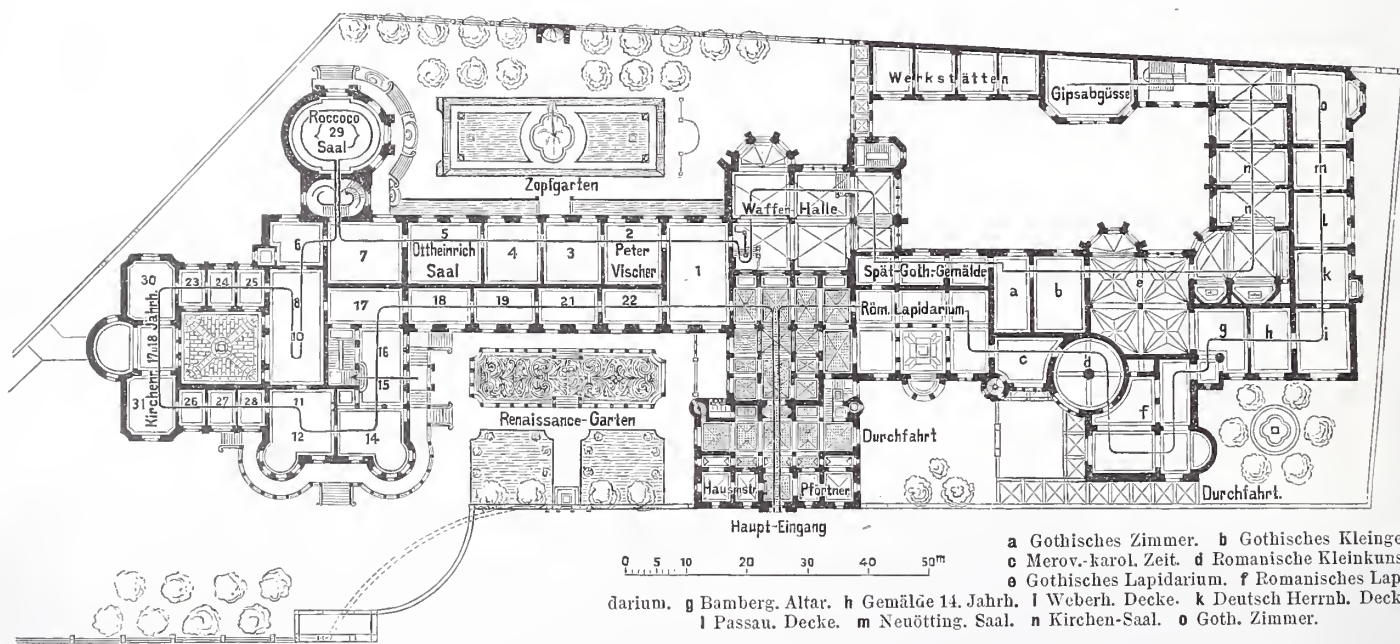 Werkstätten
Gipsabgüsse
o
Roccoco
29
Saal
m
n
Zopfgarten
n
l
Waffen Halle
6
7
5
Ottheinrich
Saal
4
3
2
Peter
Vischer
1
Spät-Goth.-Gemälde
k
30
23 24 25
8
17
18 19 21 22
a
b
e
Röm. Lapidarium
g h i
Kirchenr. 17.u.18 Jahrh.
10
16
c
d
15
31
26 27 28
11
12
14
f
Renaissance-Garten
Durchfahrt
Hausmstr.
Pförtner
Durchfahrt.
Haupt-Eingang
0 5 10 20 30 40 50m
a Gothisches Zimmer. b Gothisches Kleinge
c Merov.-karol. Zeit. d Romanische Kleinkuns
e Gothisches Lapidarium. f Romanisches Lap
darium. g Bamberg. Altar. h Gemälde 14. Jahrh. i Weberh. Decke. k Deutsch Herrnh. Deck
l Passau. Decke. m Neuötting. Saal. n Kirchen-Saal. o Goth. Zimmer.